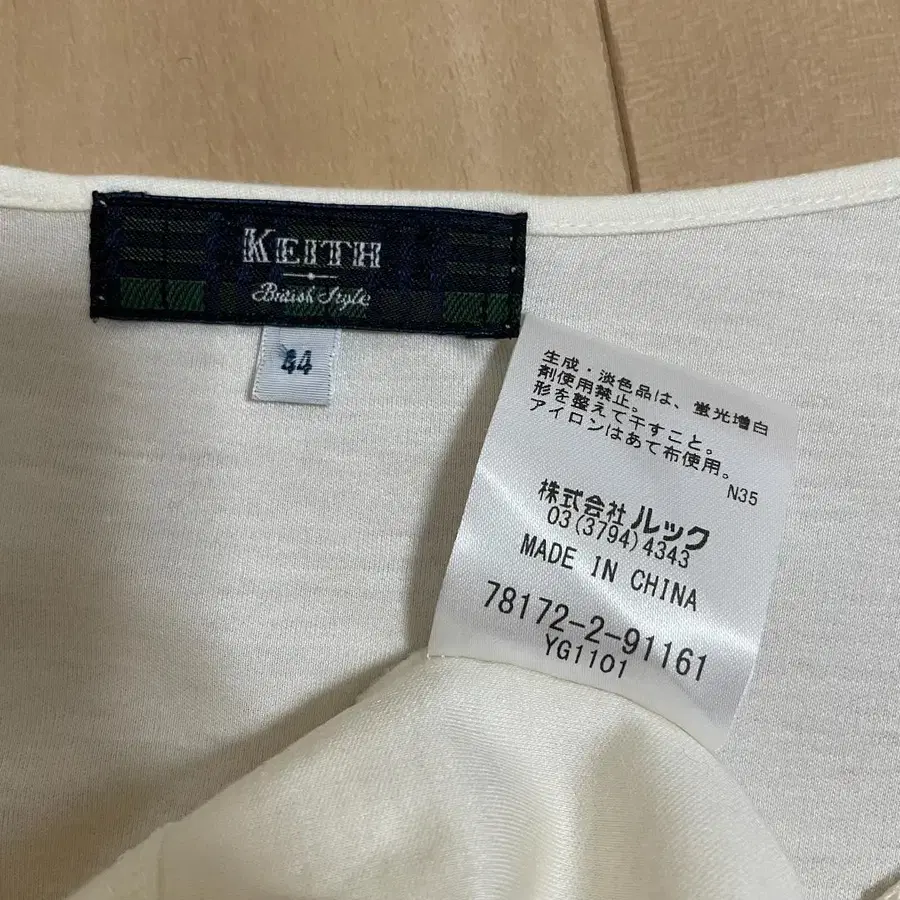 KEITH
British Style
44
生成・淡色品は、蛍光増白
剤使用禁止。
形を整えて干すこと。
アイロンはあて布使用。
N35
株式会社 ルック
03(3794)4343
MADE IN CHINA
78172-2-91161
YG1101